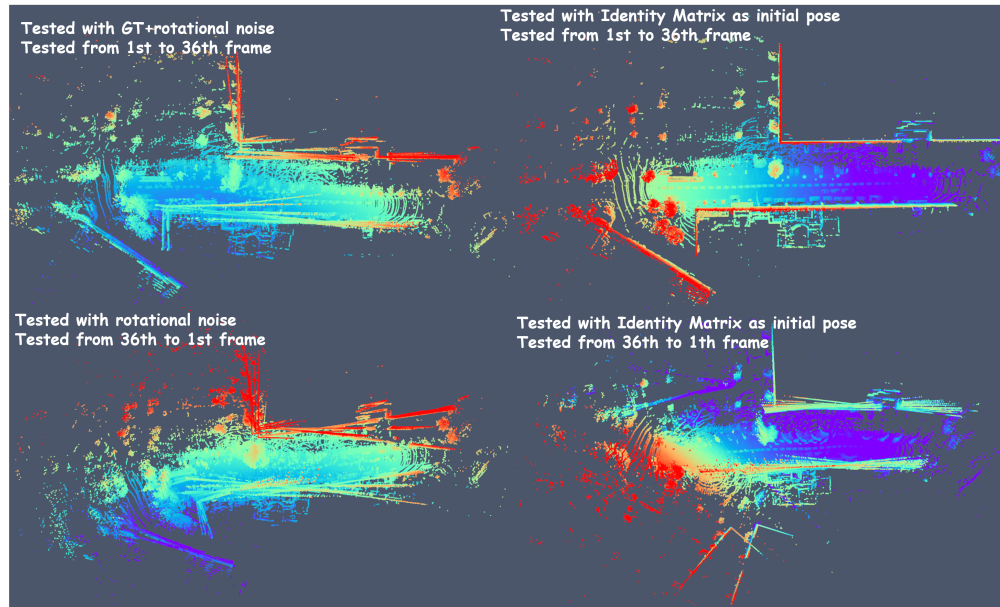 Tested with GT+rotational noise
Tested from 1st to 36th frame
Tested with Identity Matrix as initial pose
Tested from 1st to 36th frame
Tested with rotational noise
Tested from 36th to 1st frame
Tested with Identity Matrix as initial pose
Tested from 36th to 1th frame